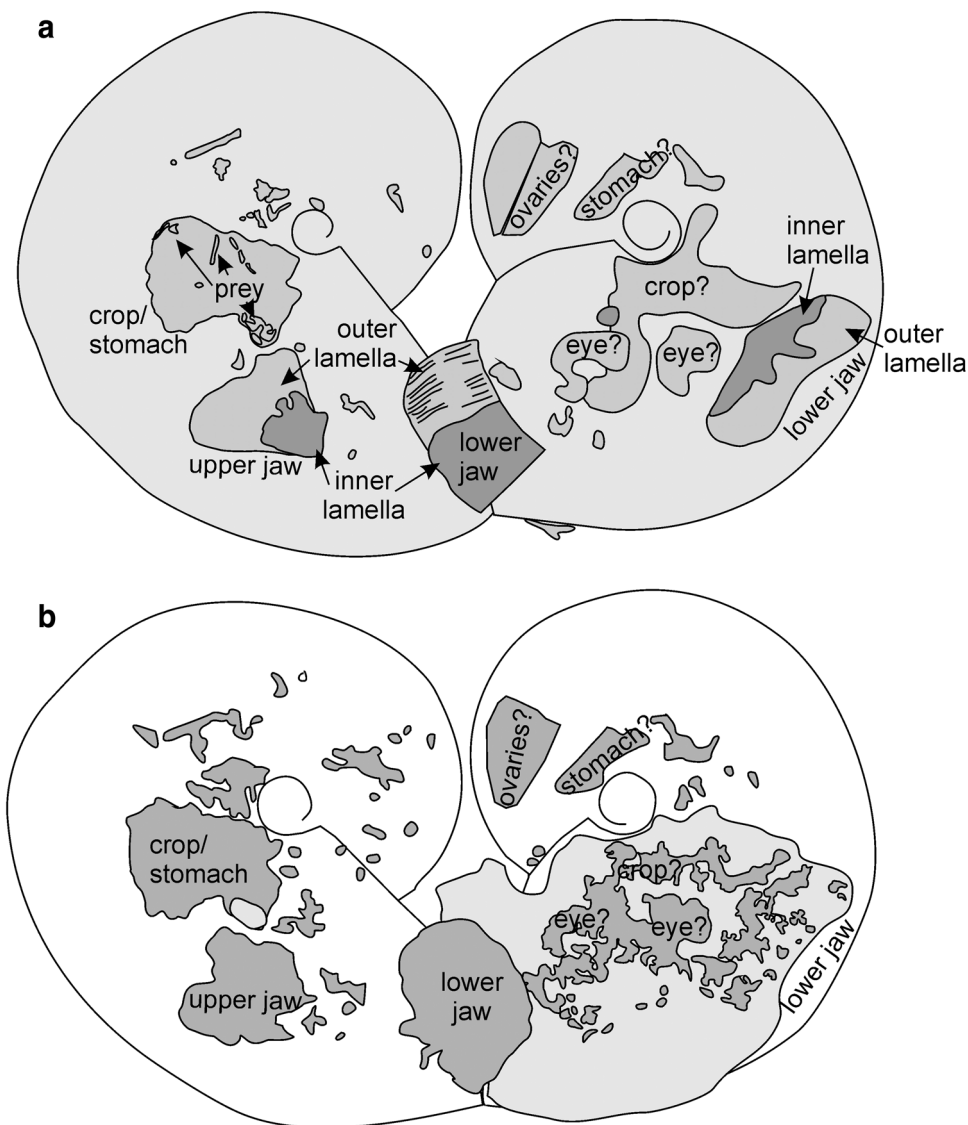 a
ovaries?
stomach?
inner
lamella
crop?
prey
crop/
stomach
outer
lamella
eye?
eye?
outer
lamella
lower jaw
upper jaw
lower
jaw
inner
lamella
b
ovaries?
stomach?
crop/
stomach
crop?
eye?
eye?
lower jaw
upper jaw
lower
jaw